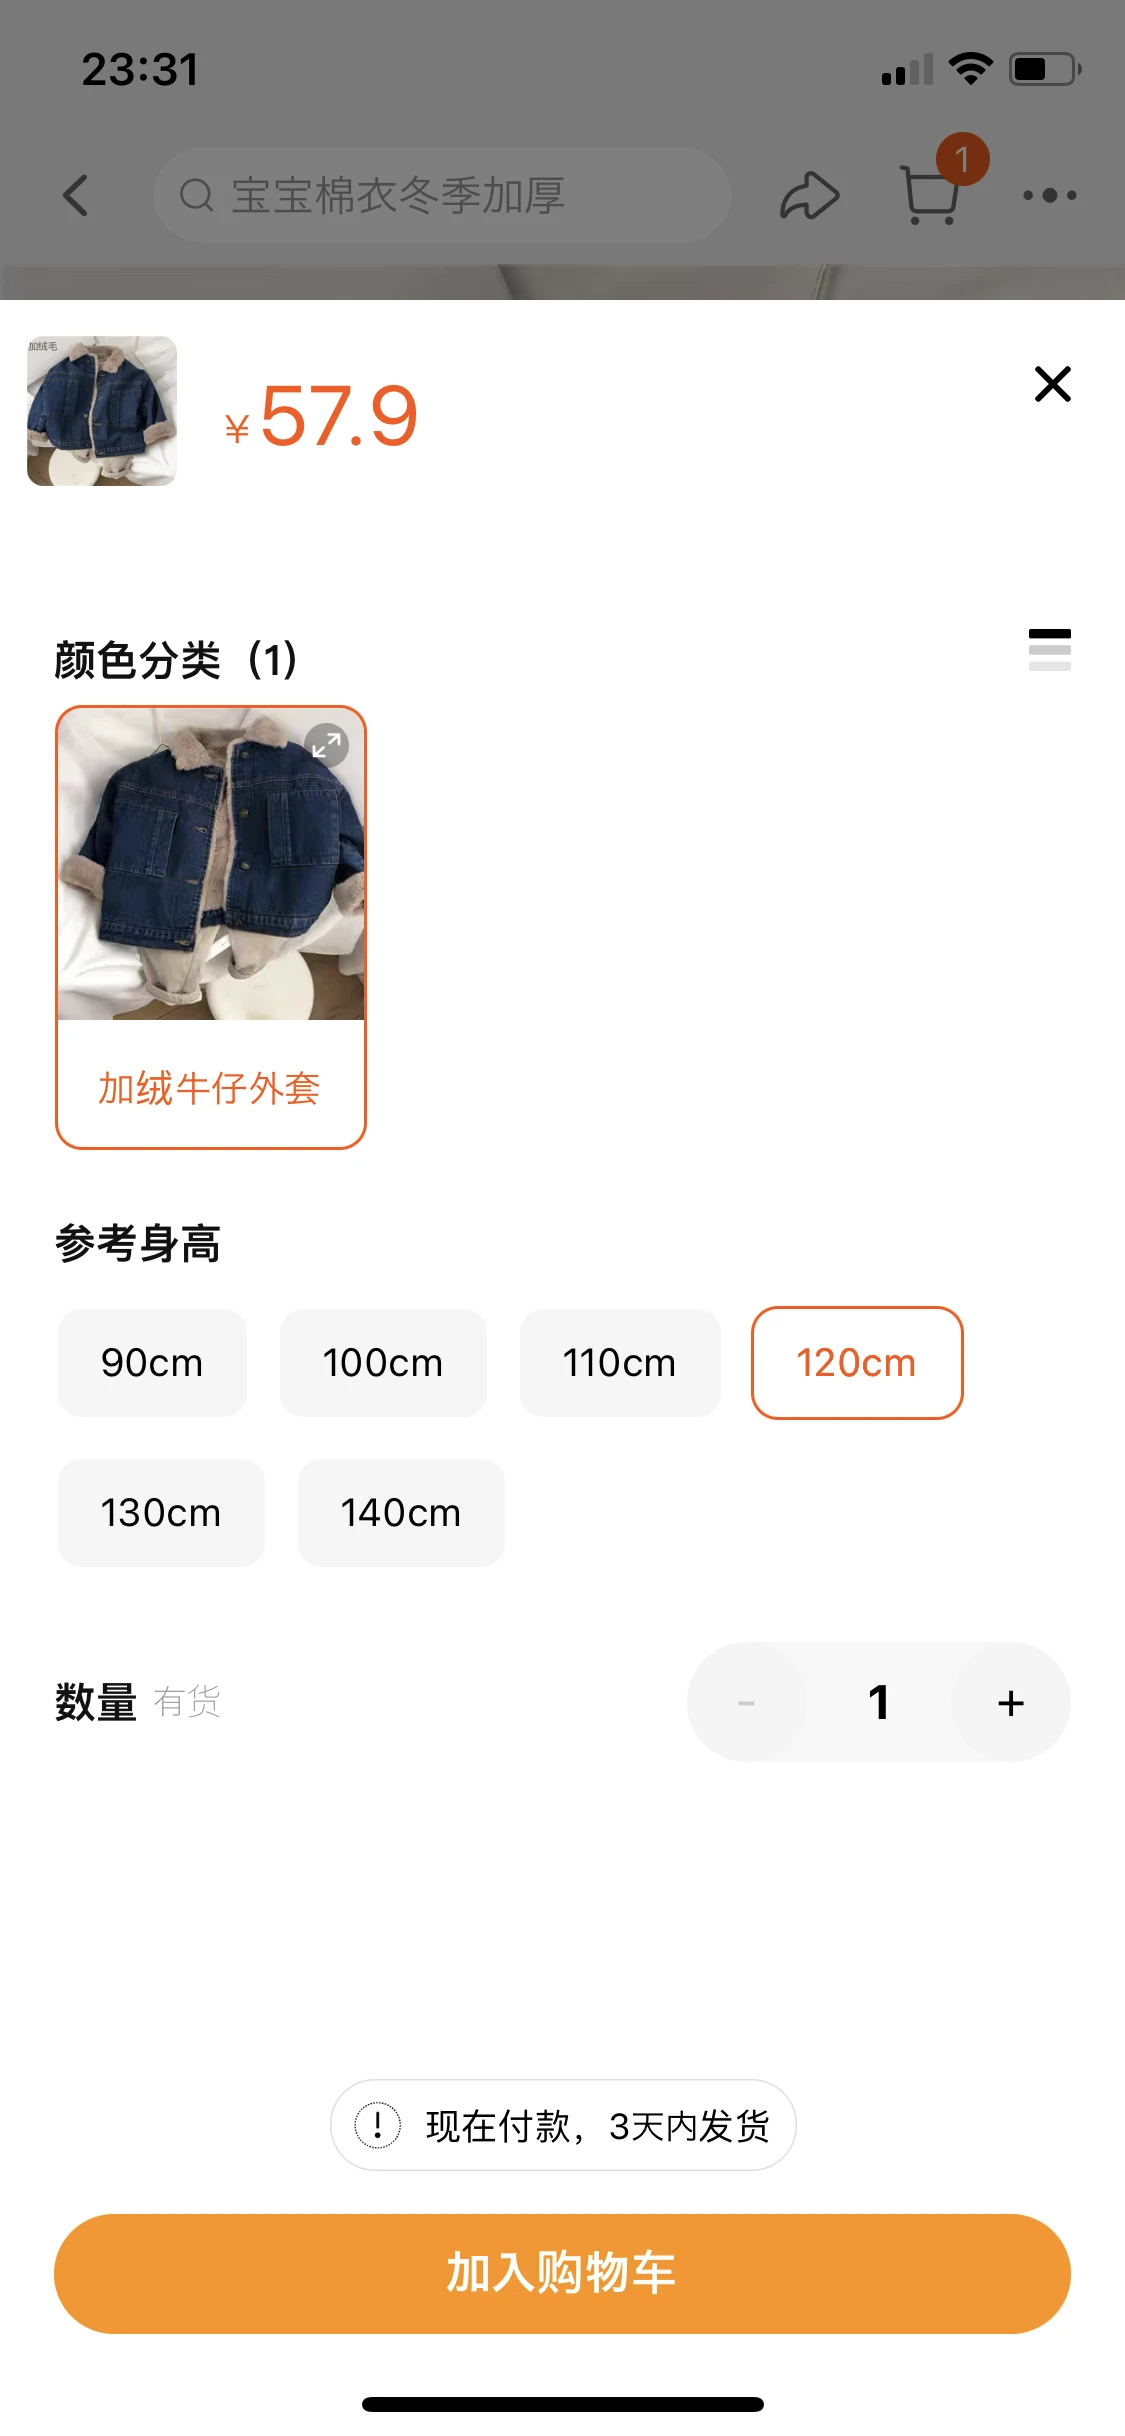 23:31
宝宝棉衣冬季加厚
1
加绒毛
¥57.9
颜色分类（1）
加绒牛仔外套
参考身高
90cm
100cm
110cm
120cm
130cm
140cm
数量 有货
- 1 +
现在付款，3天内发货
加入购物车